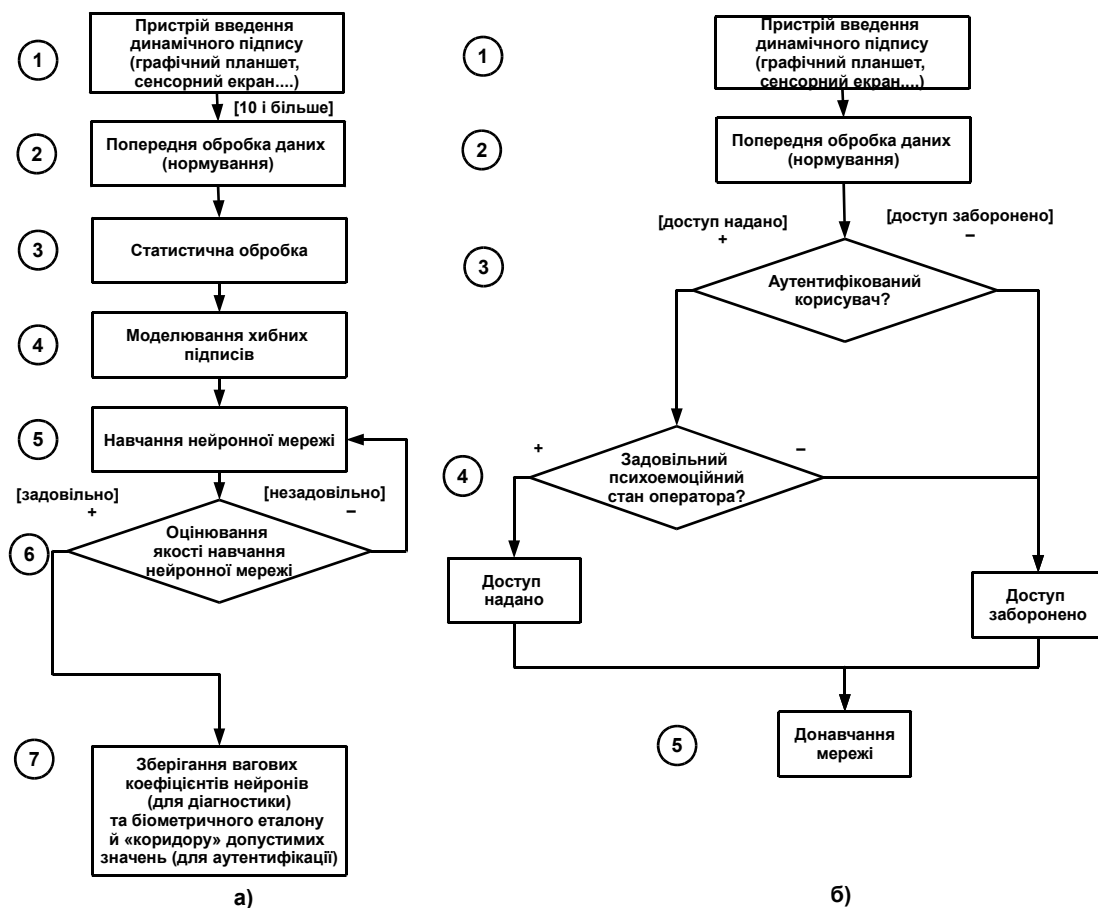 1
Пристрій введення
динамічного підпису
(графічний планшет,
сенсорний екран....)
[10 і більше]
2
Попередня обробка даних
(нормування)
3
Статистична обробка
4
Моделювання хибних
підписів
5
Навчання нейронної мережі
[задовільно]
+
[незадовільно]
–
6
Оцінювання
якості навчання
нейронної мережі
7
Зберігання вагових
коефіцієнтів нейронів
(для діагностики)
та біометричного еталону
й «коридору» допустимих
значень (для аутентифікації)
а)
1
Пристрій введення
динамічного підпису
(графічний планшет,
сенсорний екран....)
2
Попередня обробка даних
(нормування)
[доступ надано]
+
[доступ заборонено]
–
3
Аутентифікований
корисувач?
+
–
4
Задовільний
психоемоційний
стан оператора?
Доступ
надано
Доступ
заборонено
5
Донавчання
мережі
б)